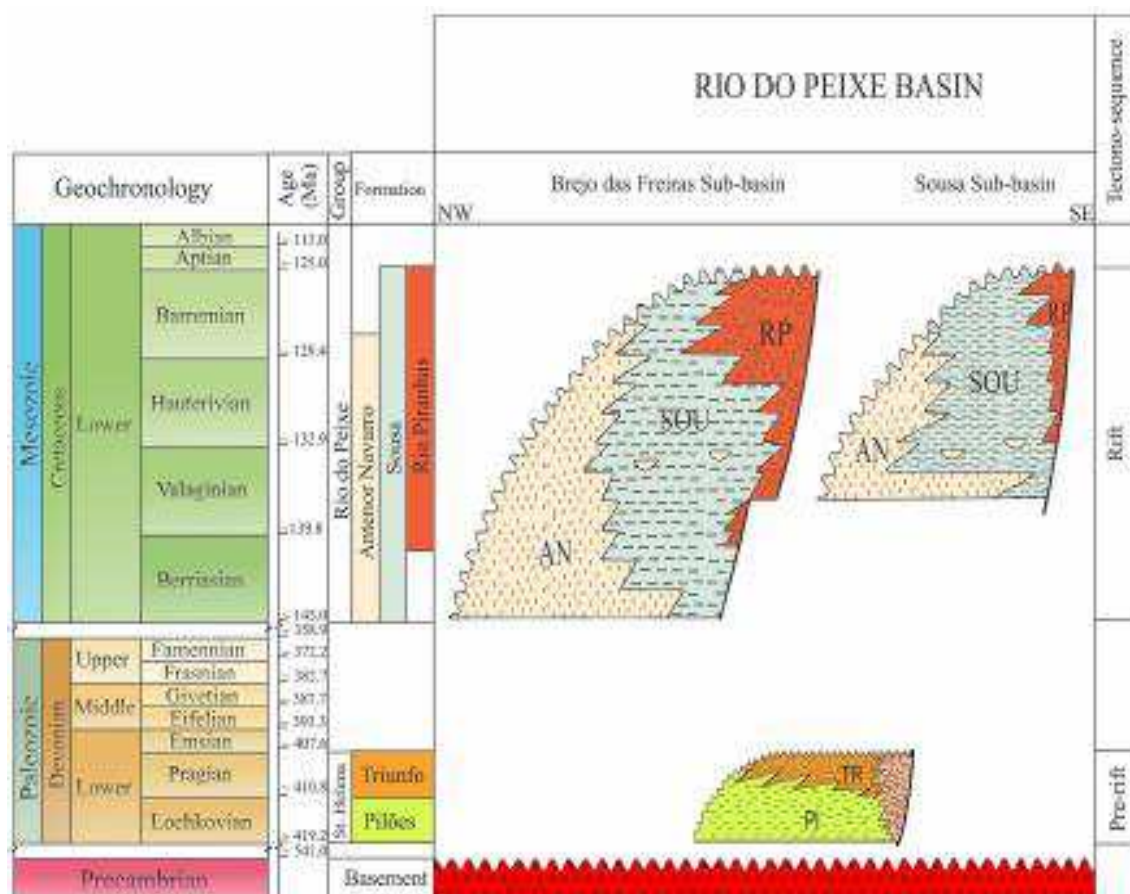 RIO DO PEIXE BASIN
Tectono-sequence
Geochronology
Age (Ma)
Group
Formation
Brejo das Freiras Sub-basin
Sousa Sub-basin
NW
SE
Mesozoic
Cretaceous
Lower
Albian
Aptian
Barremian
Hauterivian
Valaginian
Berriasian
113.0
125.0
132.9
139.8
145.0
Rio do Peixe
Antenor Navarro
Sousa
Rio Piranhas
AN
SOU
RP
AN
SOU
RP
Rift
Paleozoic
Devonian
Upper
Middle
Lower
Famennian
Frasnian
Givetian
Eifelian
Emsian
Pragian
Lochkovian
358.9
372.2
382.7
387.7
393.3
407.6
410.8
419.2
541.0
St. Helena
Triunfo
Pilões
TR
PI
Pre-rift
Precambrian
Basement